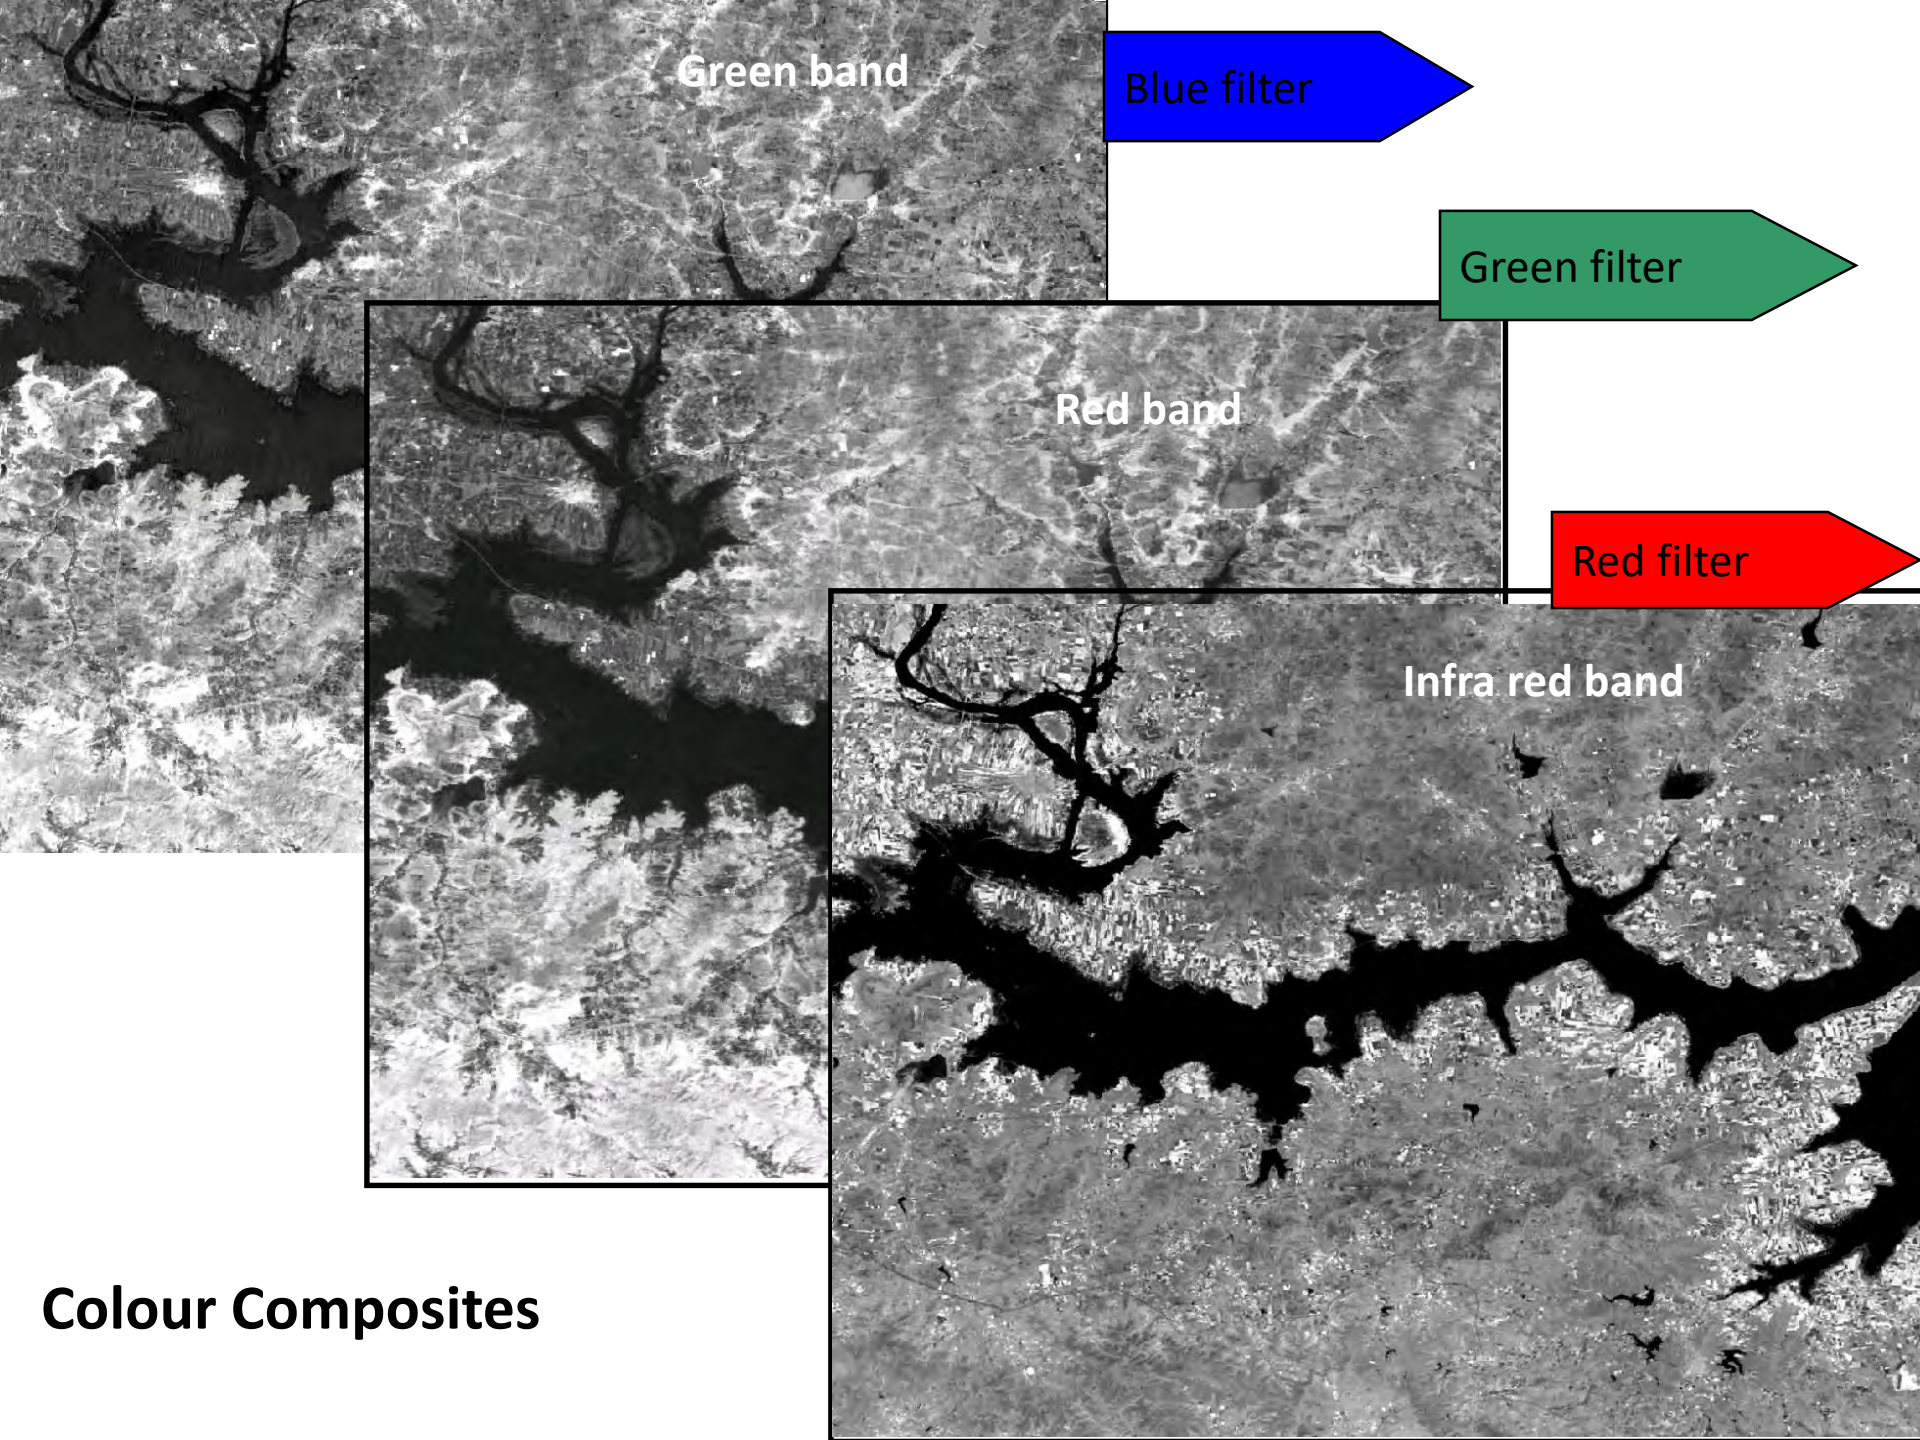 Green band
Blue filter
Green filter
Red band
Red filter
Infra red band
Colour Composites